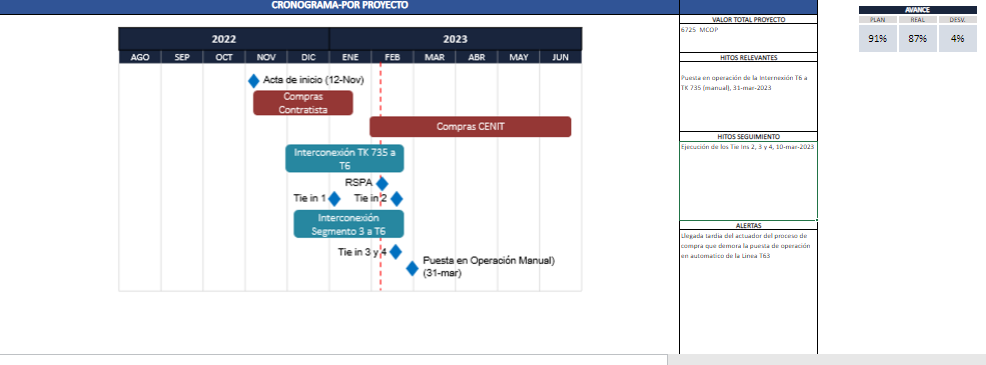 CRONOGRAMA-POR PROYECTO
2022
2023
AGO SEP OCT NOV DIC ENE FEB MAR ABR MAY JUN
Acta de inicio (12-Nov)
Compras
Contratista
Compras CENIT
Interconexión TK 735 a
T6
RSPA
Tie in 1
Tie in 2
Interconexión
Segmento 3 a T6
Tie in 3 y 4
Puesta en Operación Manual)
(31-mar)
VALOR TOTAL PROYECTO
6725 MCOP
HITOS RELEVANTES
Puesta en operación de la Internexión T6 a
TK 735 (manual), 31-mar-2023
HITOS SEGUIMIENTO
Ejecución de los Tie Ins 2, 3 y 4, 10-mar-2023
ALERTAS
Llegada tardía del actuador del proceso de
compra que demora la puesta de operación
en automatico de la Linea T63
AVANCE
PLAN REAL DESV.
91% 87% 4%